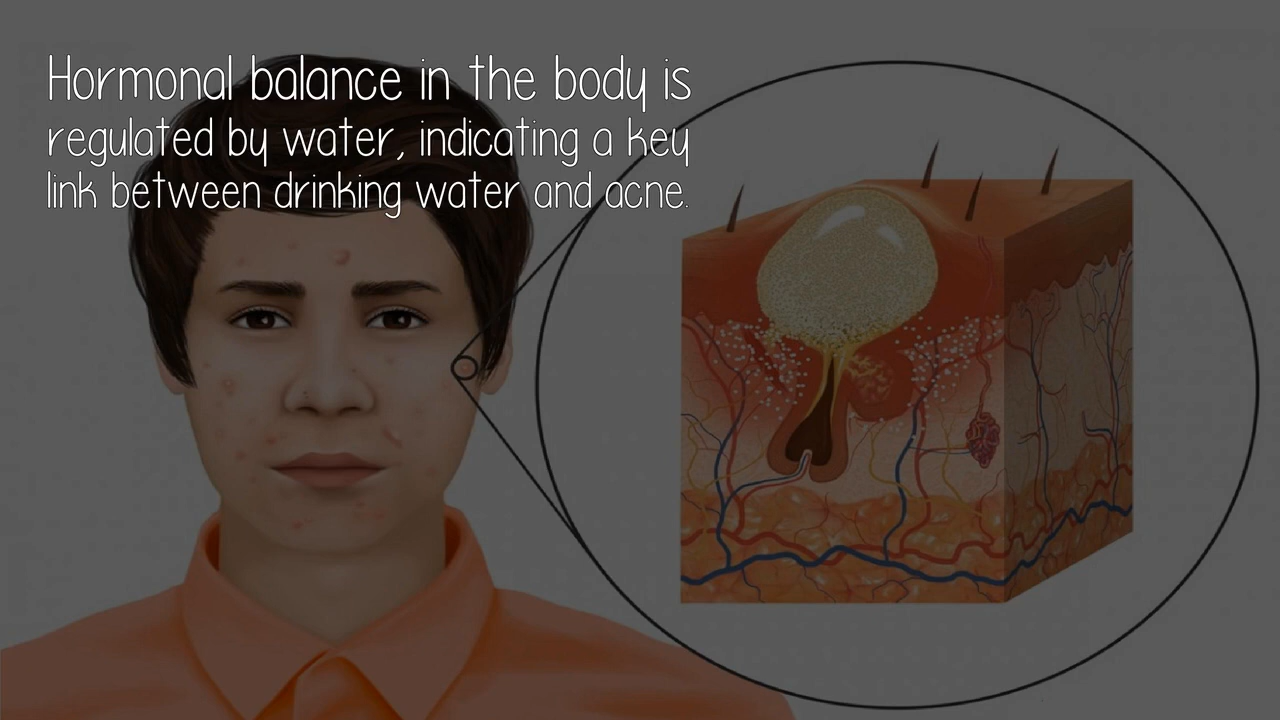 Hormonal balance in the body is
regulated by water, indicating a key
link between drinking water and acne.